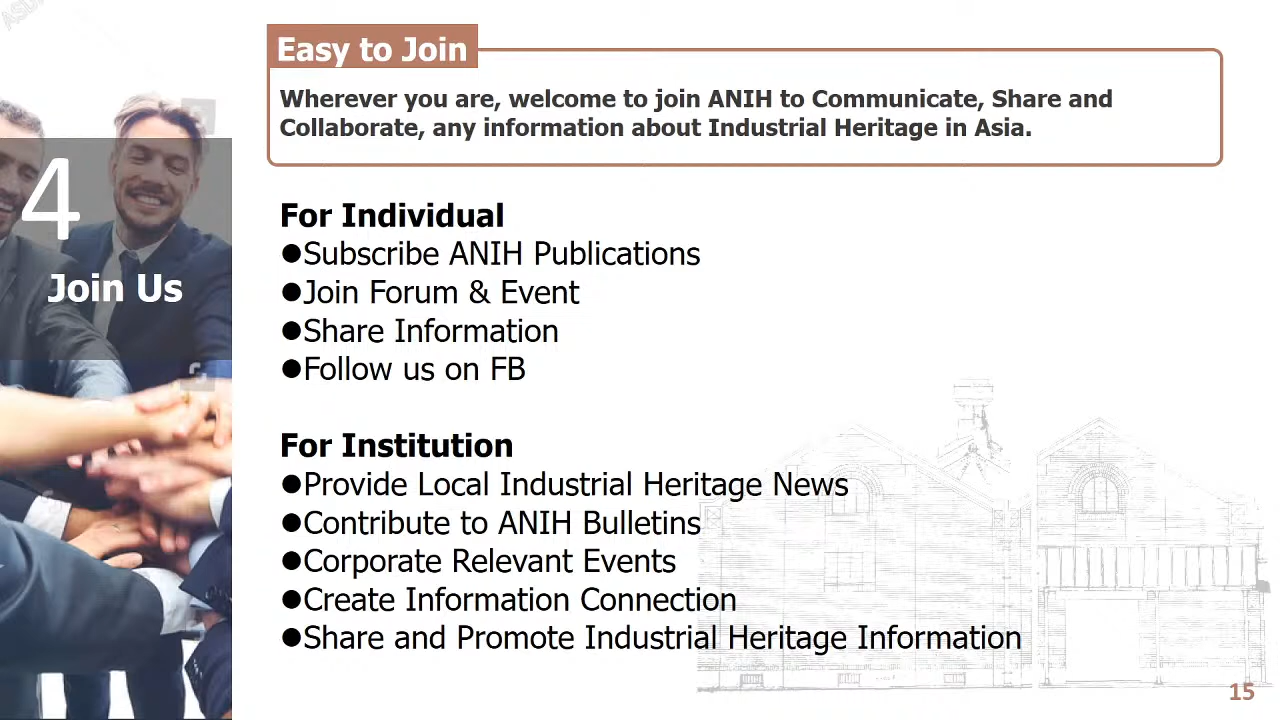 4
Join Us
Easy to Join
Wherever you are, welcome to join ANIH to Communicate, Share and
Collaborate, any information about Industrial Heritage in Asia.
For Individual
●Subscribe ANIH Publications
●Join Forum & Event
●Share Information
●Follow us on FB
For Institution
●Provide Local Industrial Heritage News
●Contribute to ANIH Bulletins
●Corporate Relevant Events
●Create Information Connection
●Share and Promote Industrial Heritage Information
15